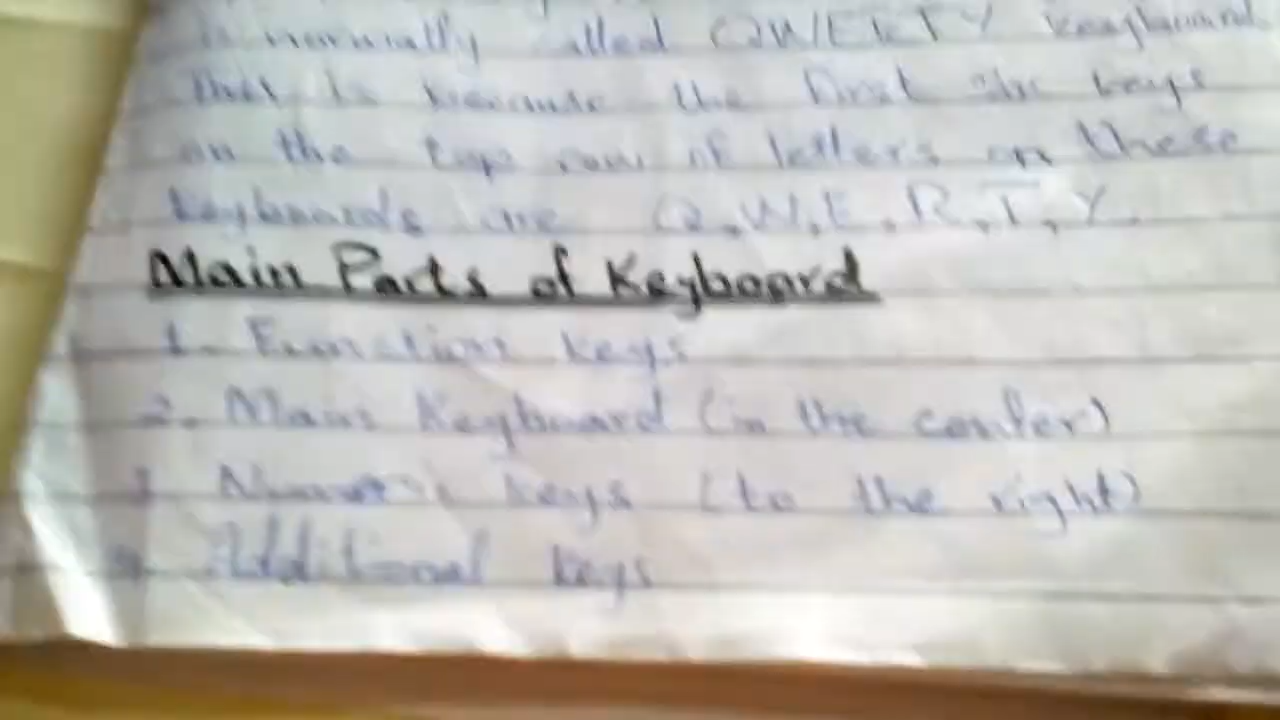 is normally called QWERTY keyboard
that is because the first six keys
on the top row of letters on these
keyboards are Q,W,E,R,T,Y.
Main Parts of Keyboard
1. Function keys
2. Main Keyboard (in the center)
3 Numeric keys (to the right)
4 Additional keys